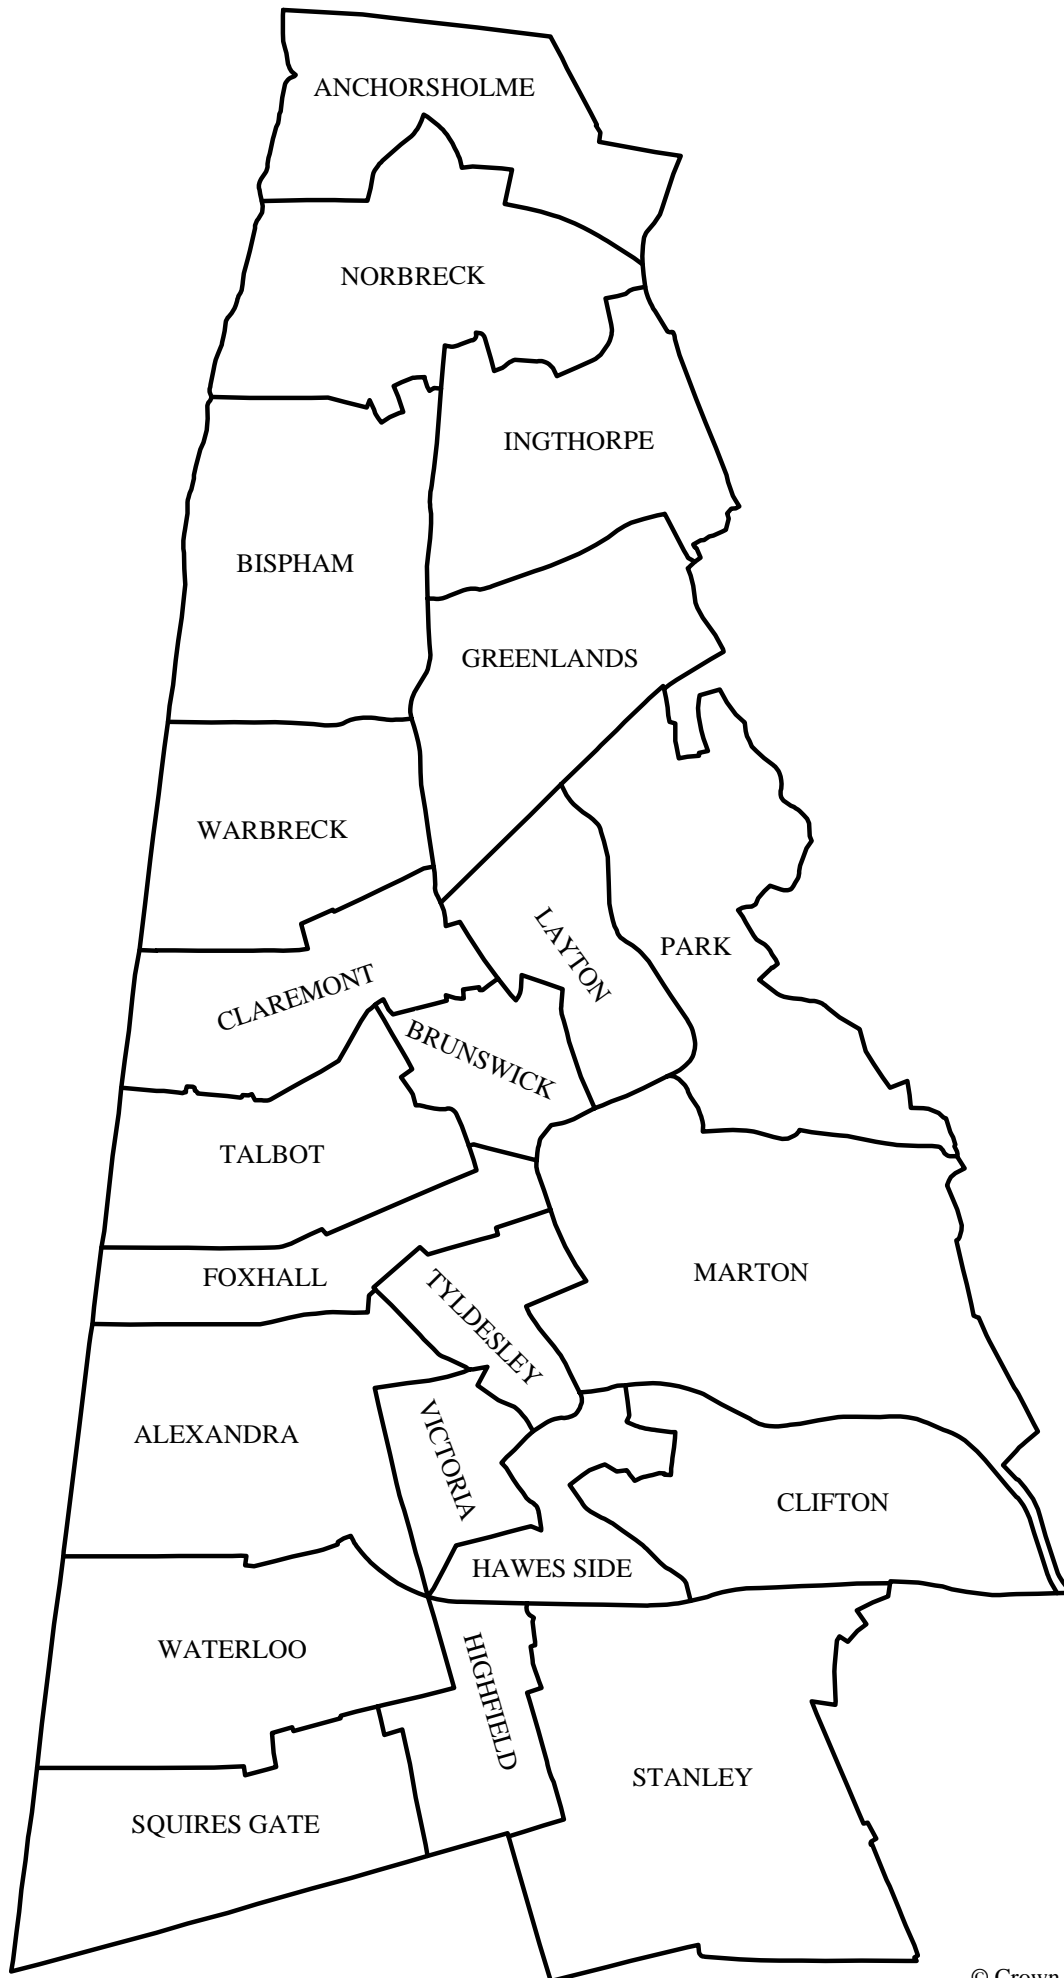 ANCHORSHOLME
NORBRECK
INGTHORPE
BISPHAM
GREENLANDS
WARBRECK
LAYTON
PARK
CLAREMONT
BRUNSWICK
TALBOT
MARTON
FOXHALL
TYLDESLEY
ALEXANDRA
VICTORIA
CLIFTON
HAWES SIDE
WATERLOO
HIGHFIELD
STANLEY
SQUIRES GATE
© Crown